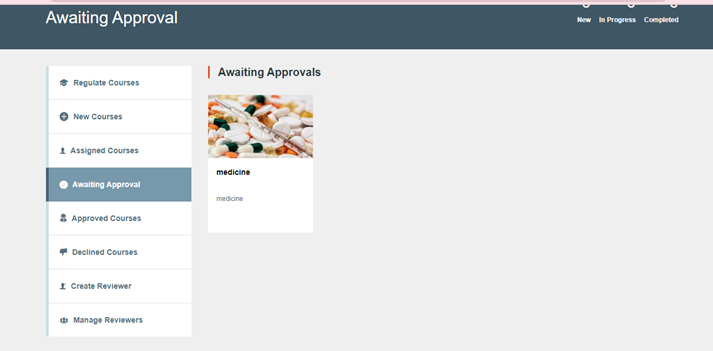 Awaiting Approval
New In Progress Completed
Regulate Courses
New Courses
Assigned Courses
Awaiting Approval
Approved Courses
Declined Courses
Create Reviewer
Manage Reviewers
Awaiting Approvals
medicine
medicine